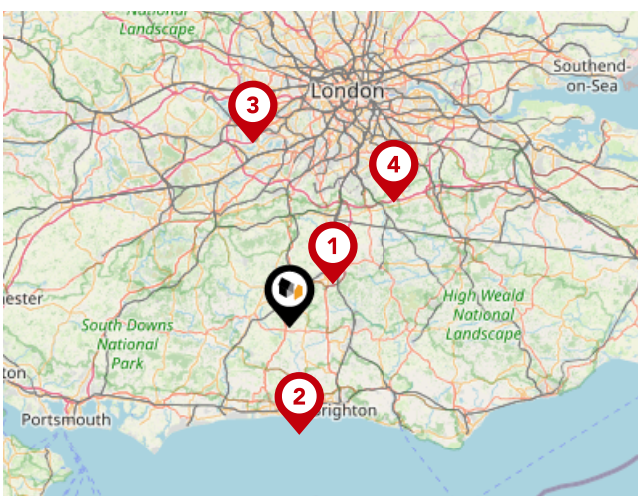 National
Landscape
Southend-
on-Sea
London
3
4
1
ester
High Weald
National
Landscape
South Downs
National
Park
ton
2
righton
Portsmouth